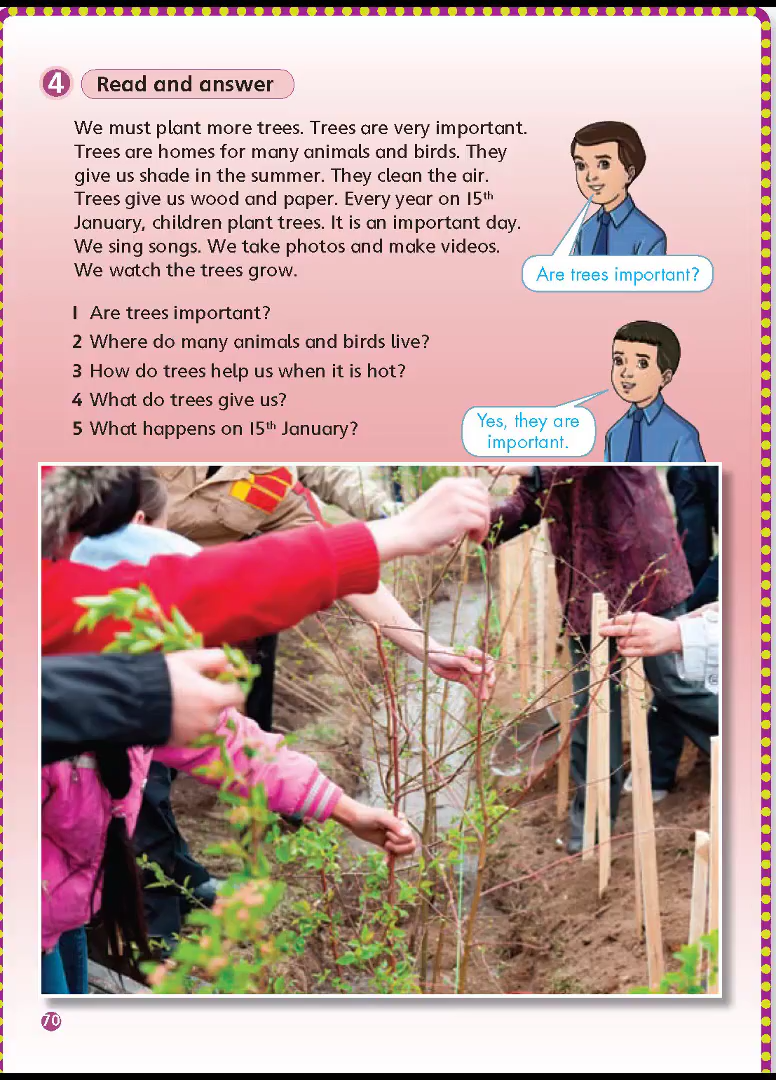 4 Read and answer
We must plant more trees. Trees are very important.
Trees are homes for many animals and birds. They
give us shade in the summer. They clean the air.
Trees give us wood and paper. Every year on 15th
January, children plant trees. It is an important day.
We sing songs. We take photos and make videos.
We watch the trees grow.
Are trees important?
1 Are trees important?
2 Where do many animals and birds live?
3 How do trees help us when it is hot?
4 What do trees give us?
5 What happens on 15th January?
Yes, they are
important.
70